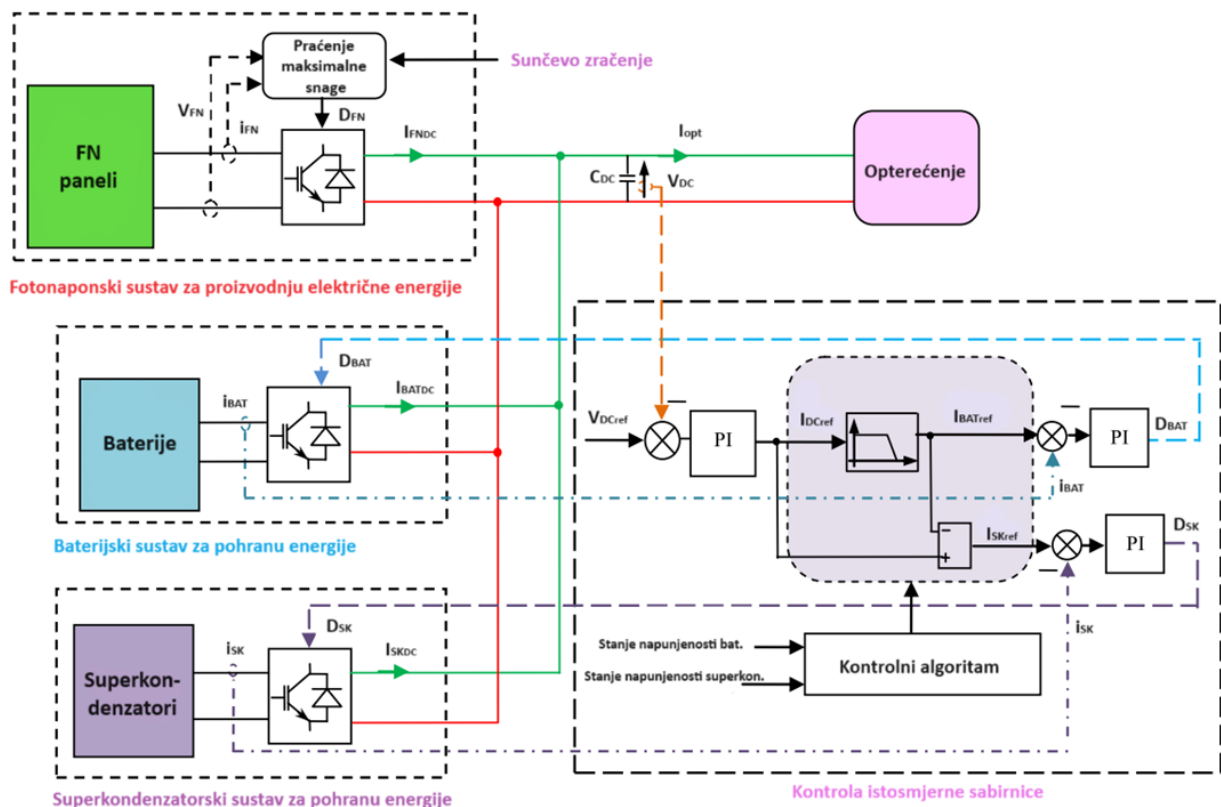 Praćenje
maksimalne
snage
Sunčevo zračenje
VFN
iFN
DFN
FN
paneli
IFNDC
Iopt
CDC
VDC
Opterećenje
Fotonaponski sustav za proizvodnju električne energije
DBAT
iBAT
IBATDC
Baterije
Baterijski sustav za pohranu energije
VDCref
PI
IDCref
IBATref
PI
DBAT
iBAT
ISKref
PI
DSK
iSK
DSK
iSK
ISKDC
Superkon-
denzatori
Superkondenzatorski sustav za pohranu energije
Stanje napunjenosti bat.
Stanje napunjenosti superkon.
Kontrolni algoritam
Kontrola istosmjerne sabirnice